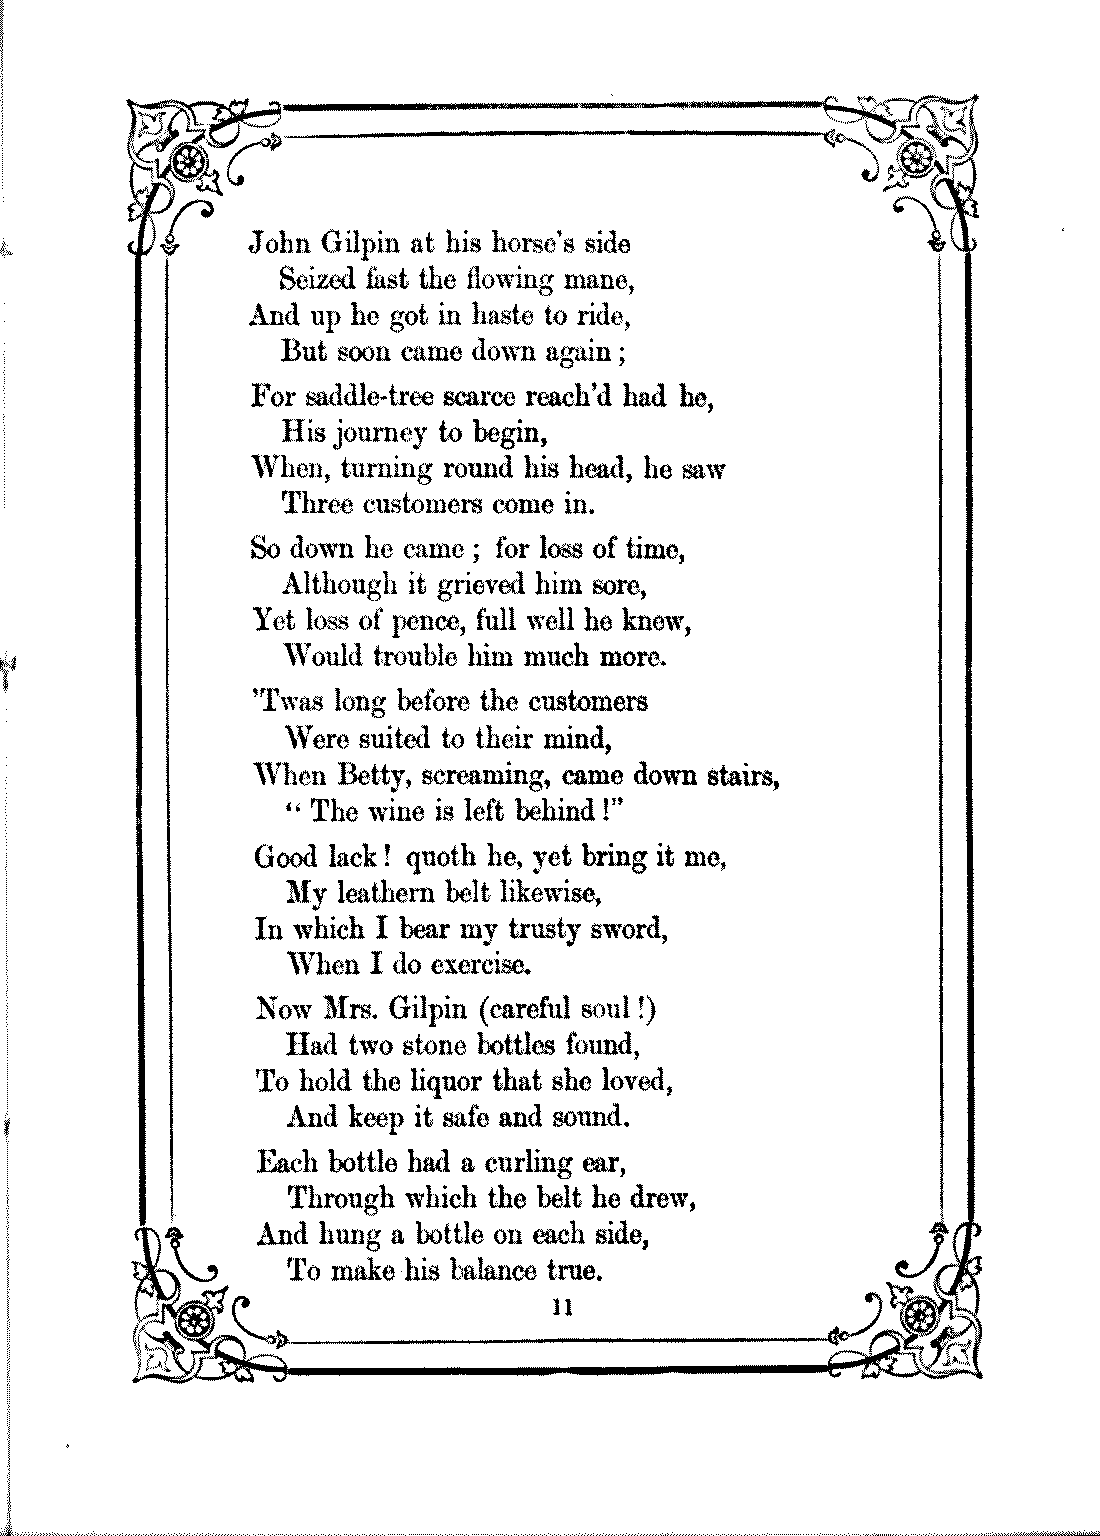 John Gilpin at his horse's side
Seized fast the flowing mane,
And up he got in haste to ride,
But soon came down again ;
For saddle-tree scarce reach'd had he,
His journey to begin,
When, turning round his head, he saw
Three customers come in.
So down he came ; for loss of time,
Although it grieved him sore,
Yet loss of pence, full well he knew,
Would trouble him much more.
'Twas long before the customers
Were suited to their mind,
When Betty, screaming, came down stairs,
“ The wine is left behind !”
Good lack ! quoth he, yet bring it me,
My leathern belt likewise,
In which I bear my trusty sword,
When I do exercise.
Now Mrs. Gilpin (careful soul !)
Had two stone bottles found,
To hold the liquor that she loved,
And keep it safe and sound.
Each bottle had a curling ear,
Through which the belt he drew,
And hung a bottle on each side,
To make his balance true.
11